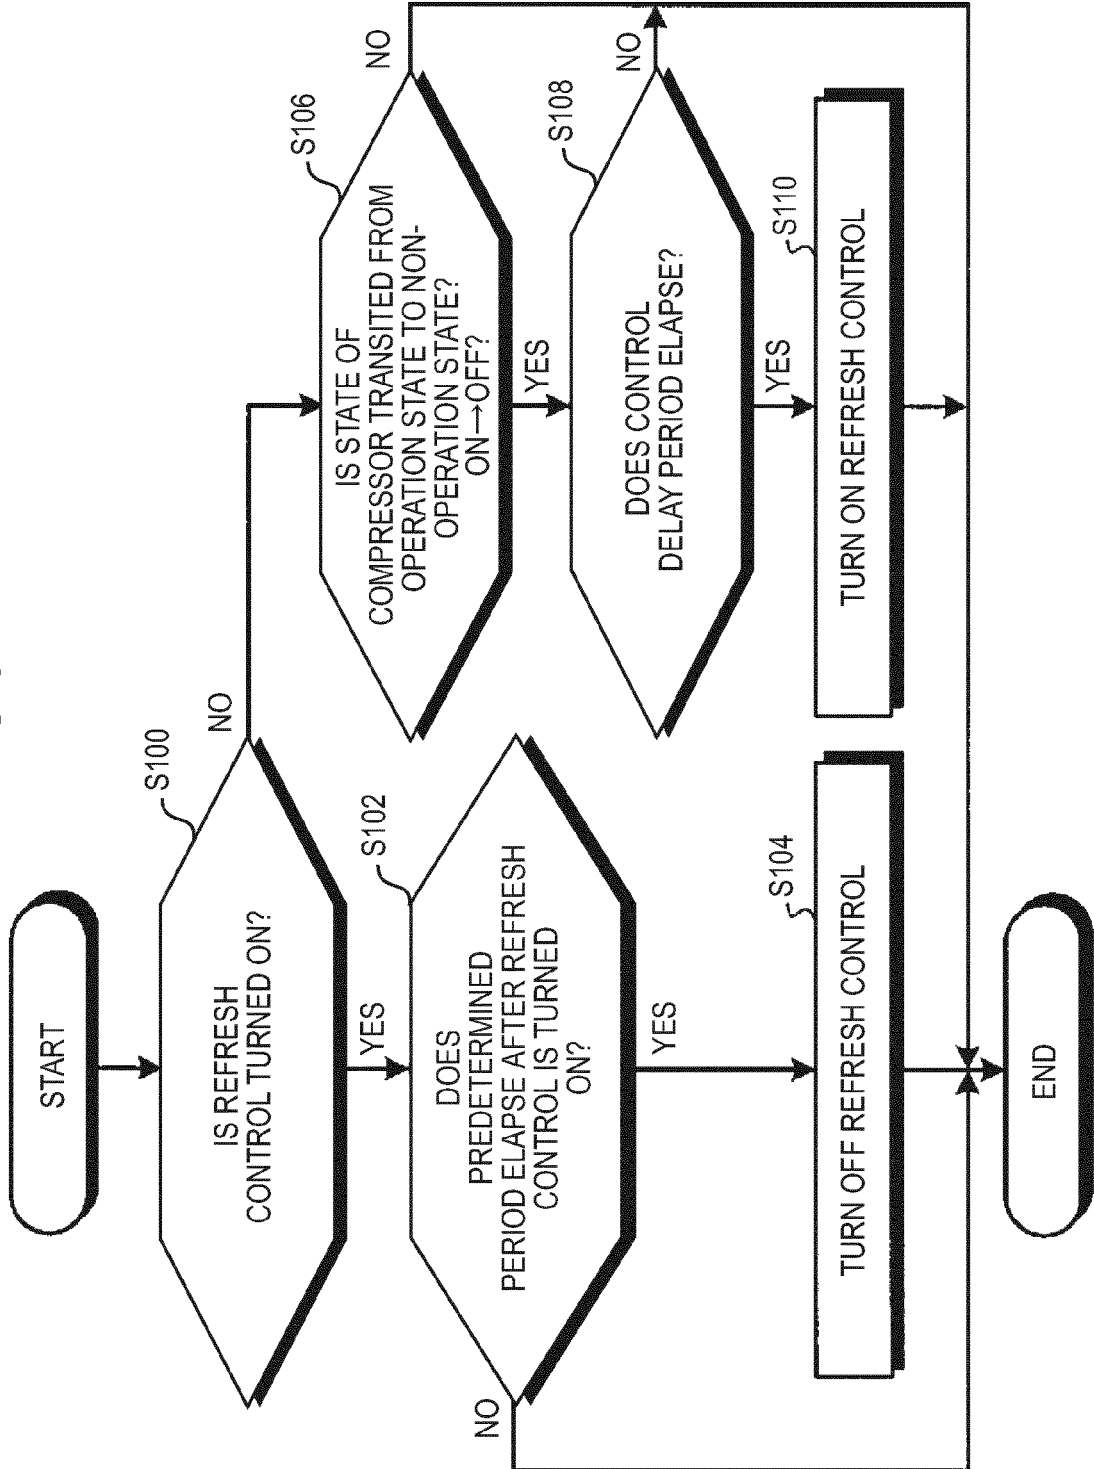 START
S100
IS REFRESH
CONTROL TURNED ON?
NO
YES
S102
DOES
PREDETERMINED
PERIOD ELAPSE AFTER REFRESH
CONTROL IS TURNED
ON?
NO
YES
S104
TURN OFF REFRESH CONTROL
S106
IS STATE OF
COMPRESSOR TRANSITED FROM
OPERATION STATE TO NON-
OPERATION STATE?
ON→OFF?
NO
YES
S108
DOES CONTROL
DELAY PERIOD ELAPSE?
NO
YES
S110
TURN ON REFRESH CONTROL
END